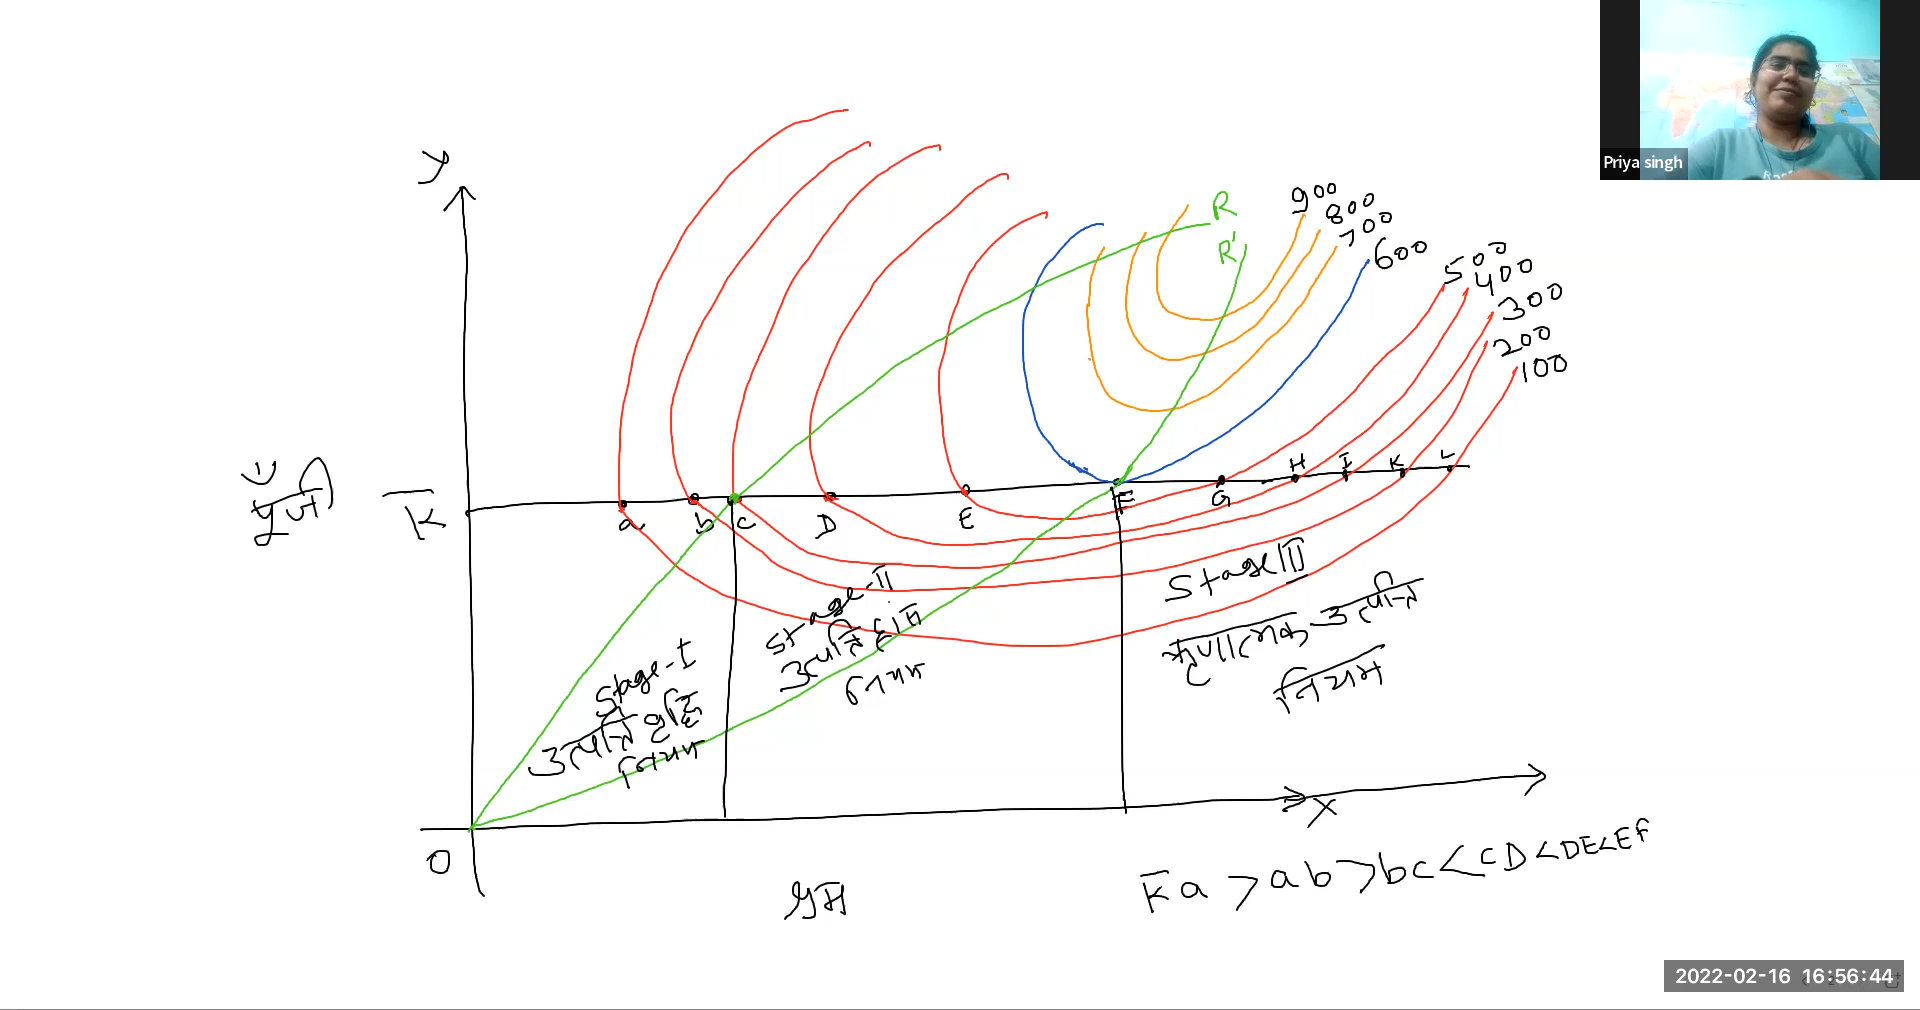 Priya singh
y
R
R'
900
800
700
600
500
400
300
200
100
पूंजी
K̅
a
b
C
D
E
F
G
H
I
K
L
Stage-I
उत्पत्ति वृद्धि
नियम
Stage-II
उत्पत्ति ह्रास
नियम
Stage III
ऋणात्मक उत्पत्ति
नियम
X
O
श्रम
K̅a > ab > bc < CD < DE < EF
2022-02-16 16:56:44